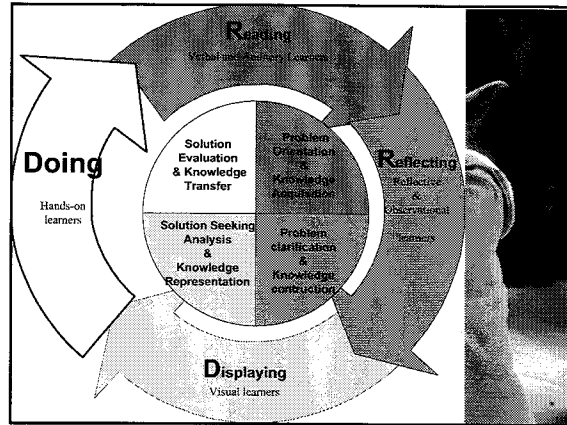 Reading
Verbal and Auditory Learners
Reflecting
Reflective
&
Observational
learners
Displaying
Visual learners
Doing
Hands-on
learners
Solution
Evaluation
& Knowledge
Transfer
Problem
Orientation
&
Knowledge
Acquisition
Solution Seeking
Analysis
&
Knowledge
Representation
Problem
clarification
& Knowledge
contruction